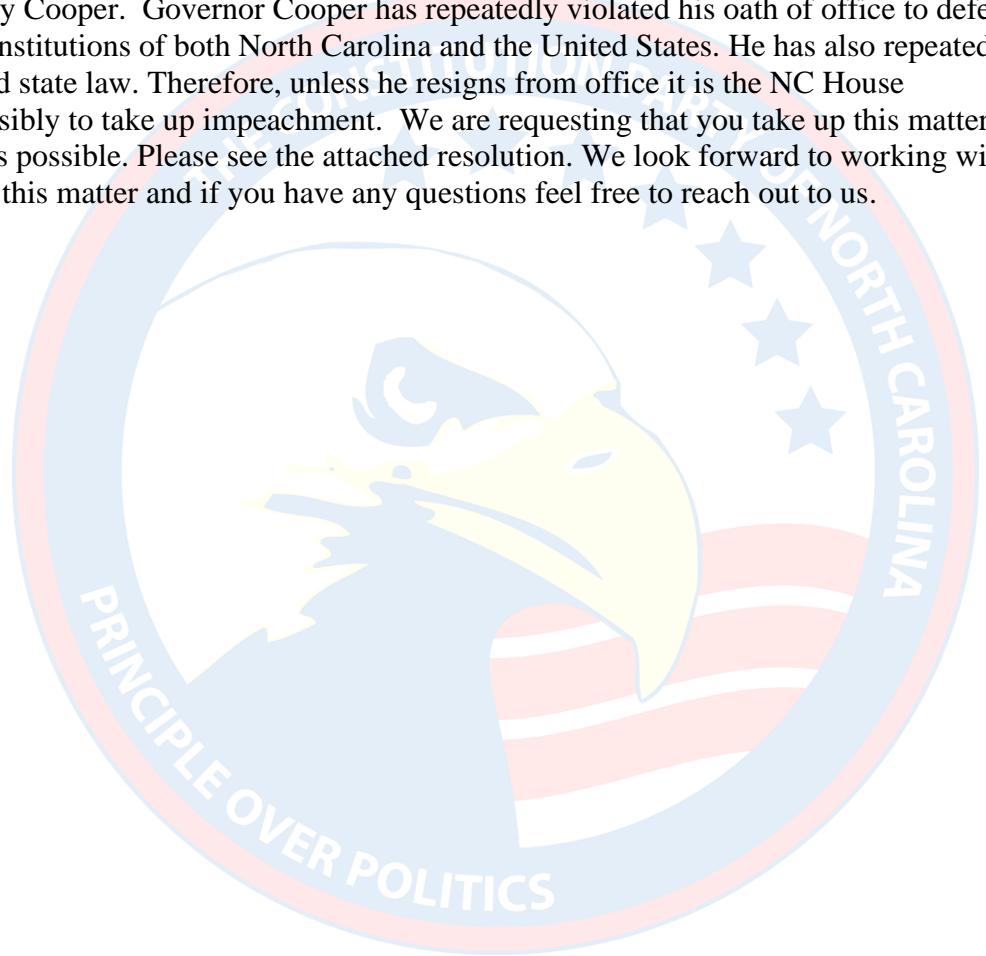 y Cooper.  Governor Cooper has repeatedly violated his oath of office to defe
nstitutions of both North Carolina and the United States. He has also repeated
d state law. Therefore, unless he resigns from office it is the NC House
sibly to take up impeachment.  We are requesting that you take up this matter
s possible. Please see the attached resolution. We look forward to working wi
this matter and if you have any questions feel free to reach out to us.
THE CONSTITUTION PARTY OF NORTH CAROLINA
PRINCIPLE OVER POLITICS